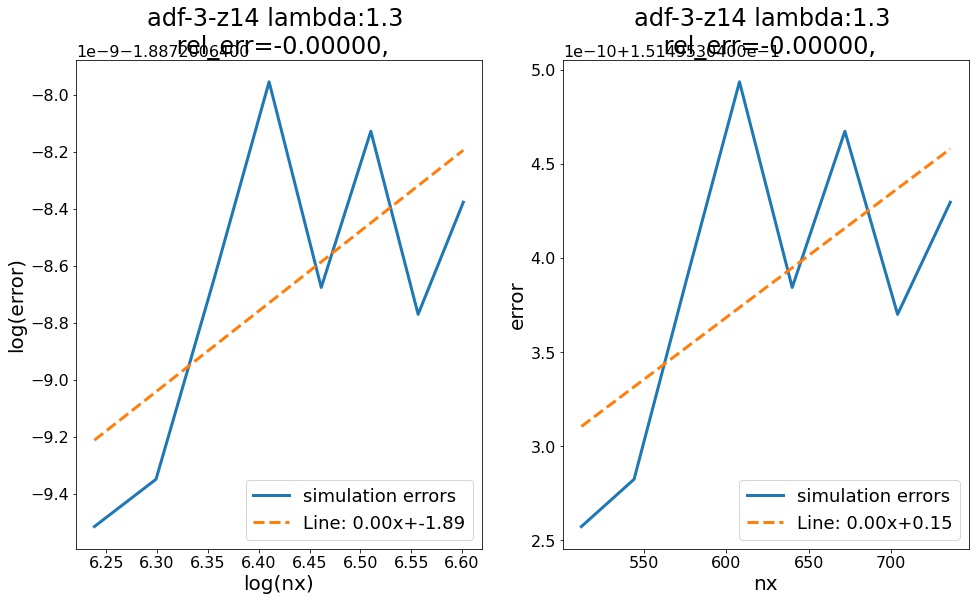 adf-3-z14 lambda:1.3
rel_err=-0.00000,
1e−9−1.8872006400
−8.0
−8.2
−8.4
−8.6
−8.8
−9.0
−9.2
−9.4
log(error)
6.25 6.30 6.35 6.40 6.45 6.50 6.55 6.60
log(nx)
simulation errors
Line: 0.00x+-1.89
adf-3-z14 lambda:1.3
rel_err=-0.00000,
1e−10+1.5149530400e−1
5.0
4.5
4.0
3.5
3.0
2.5
error
550 600 650 700
nx
simulation errors
Line: 0.00x+0.15